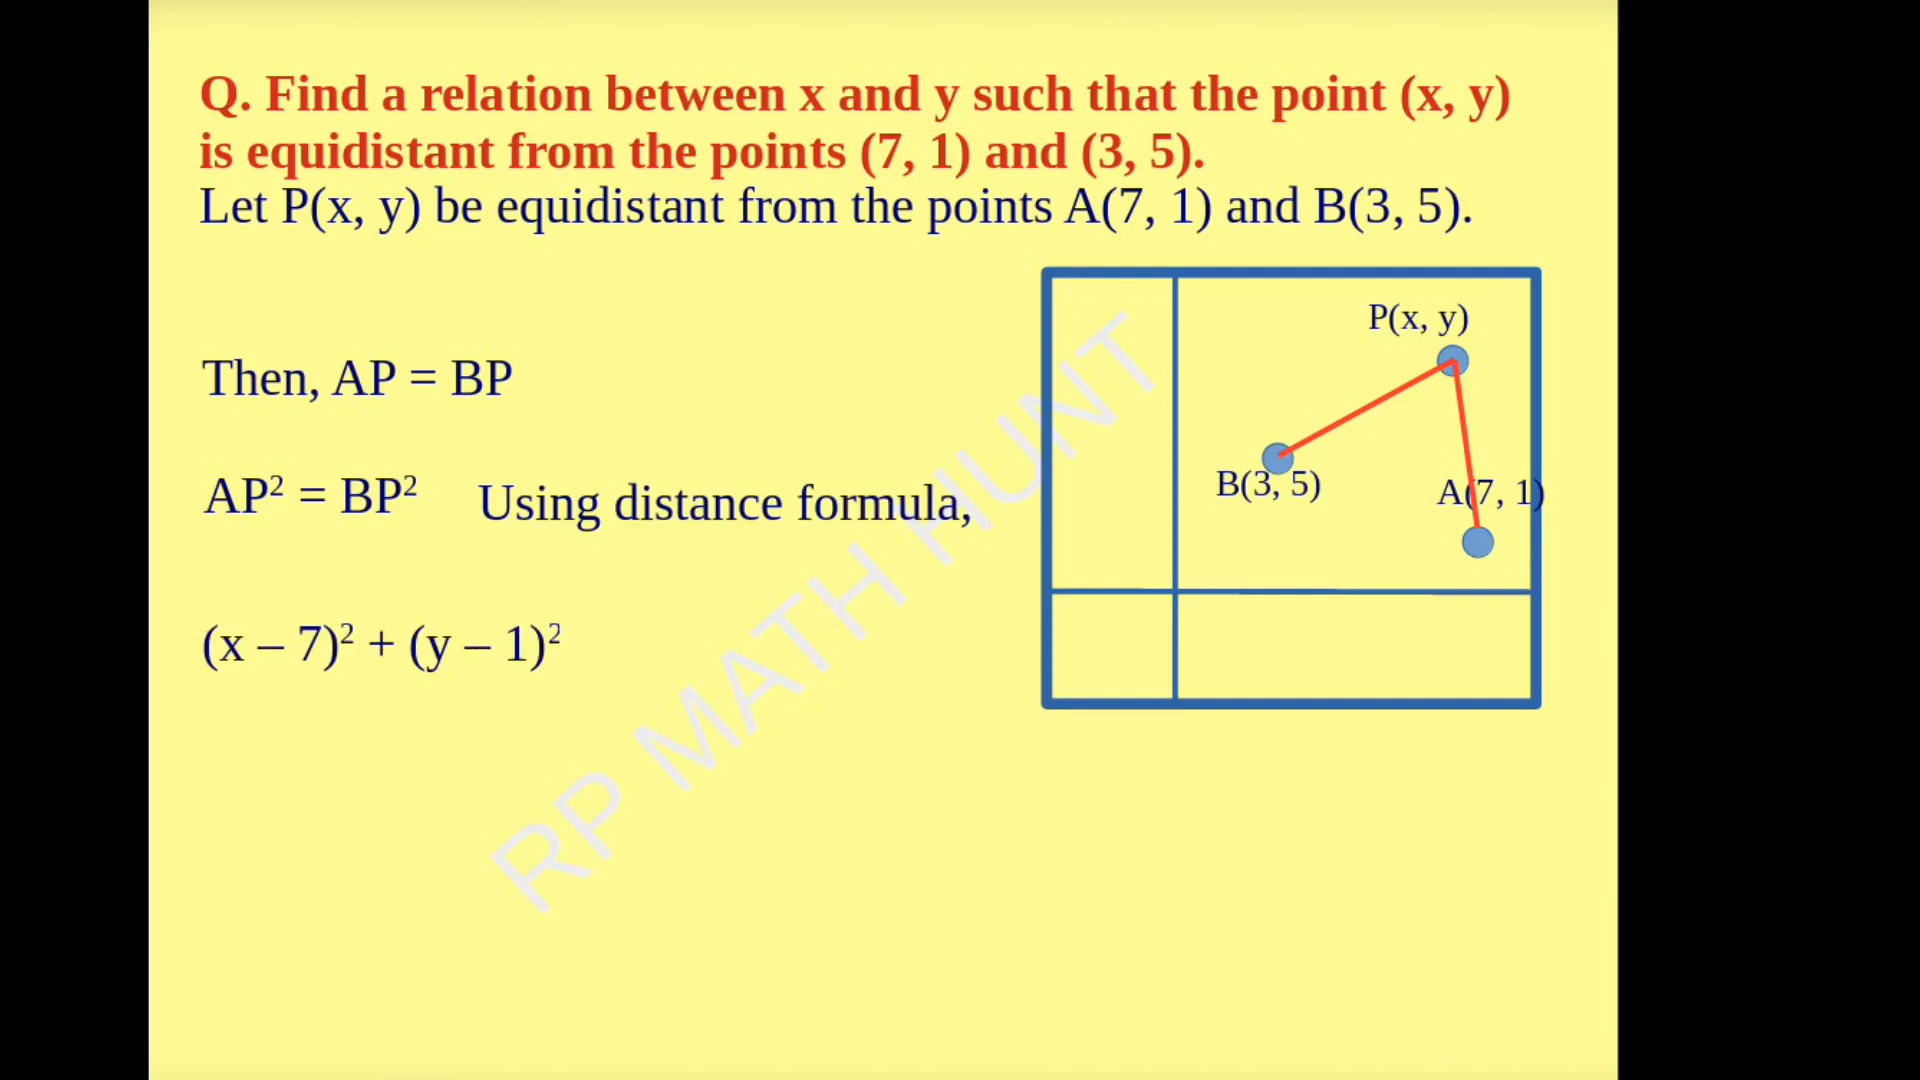 Q. Find a relation between x and y such that the point (x, y)
is equidistant from the points (7, 1) and (3, 5).
Let P(x, y) be equidistant from the points A(7, 1) and B(3, 5).
P(x, y)
Then, AP = BP
B(3, 5)
A(7, 1)
AP² = BP² Using distance formula,
(x – 7)² + (y – 1)²
RP MATH HUNT